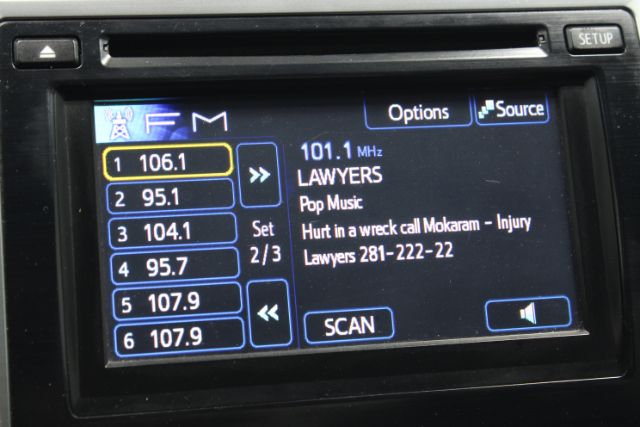 SETUP
FM
Options
Source
1 106.1
2 95.1
3 104.1
4 95.7
5 107.9
6 107.9
Set
2/3
101.1 MHz
LAWYERS
Pop Music
Hurt in a wreck call Mokaram - Injury
Lawyers 281-222-22
SCAN